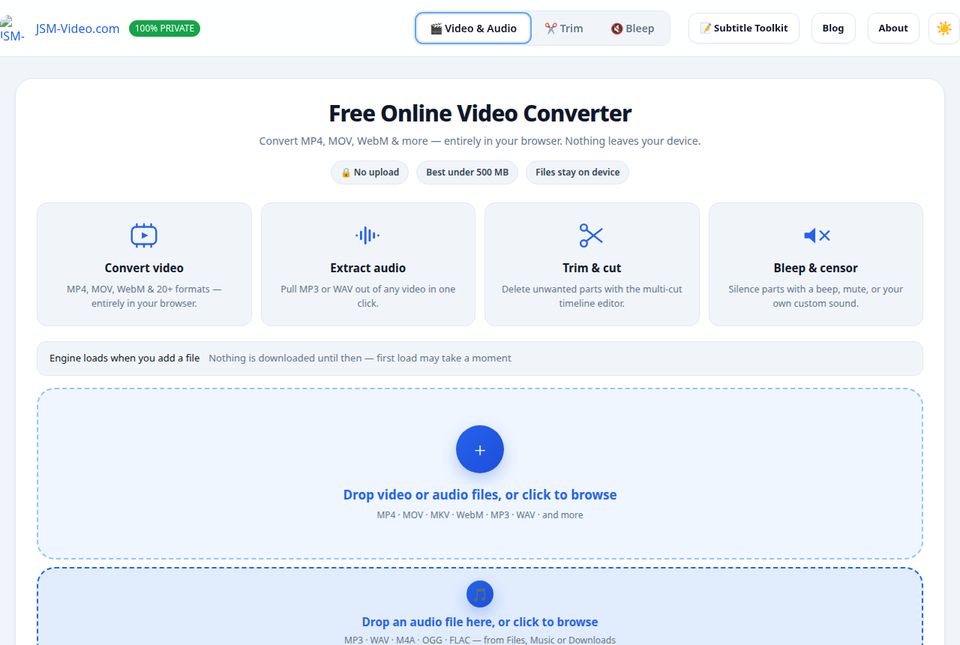 JSM-
JSM-Video.com
100% PRIVATE
🎬 Video & Audio
✂️ Trim
🔇 Bleep
📝 Subtitle Toolkit
Blog
About
Free Online Video Converter
Convert MP4, MOV, WebM & more — entirely in your browser. Nothing leaves your device.
🔒 No upload
Best under 500 MB
Files stay on device
Convert video
MP4, MOV, WebM & 20+ formats —
entirely in your browser.
Extract audio
Pull MP3 or WAV out of any video in one
click.
Trim & cut
Delete unwanted parts with the multi-cut
timeline editor.
Bleep & censor
Silence parts with a beep, mute, or your
own custom sound.
Engine loads when you add a file Nothing is downloaded until then — first load may take a moment
Drop video or audio files, or click to browse
MP4 · MOV · MKV · WebM · MP3 · WAV · and more
Drop an audio file here, or click to browse
MP3 · WAV · M4A · OGG · FLAC — from Files, Music or Downloads